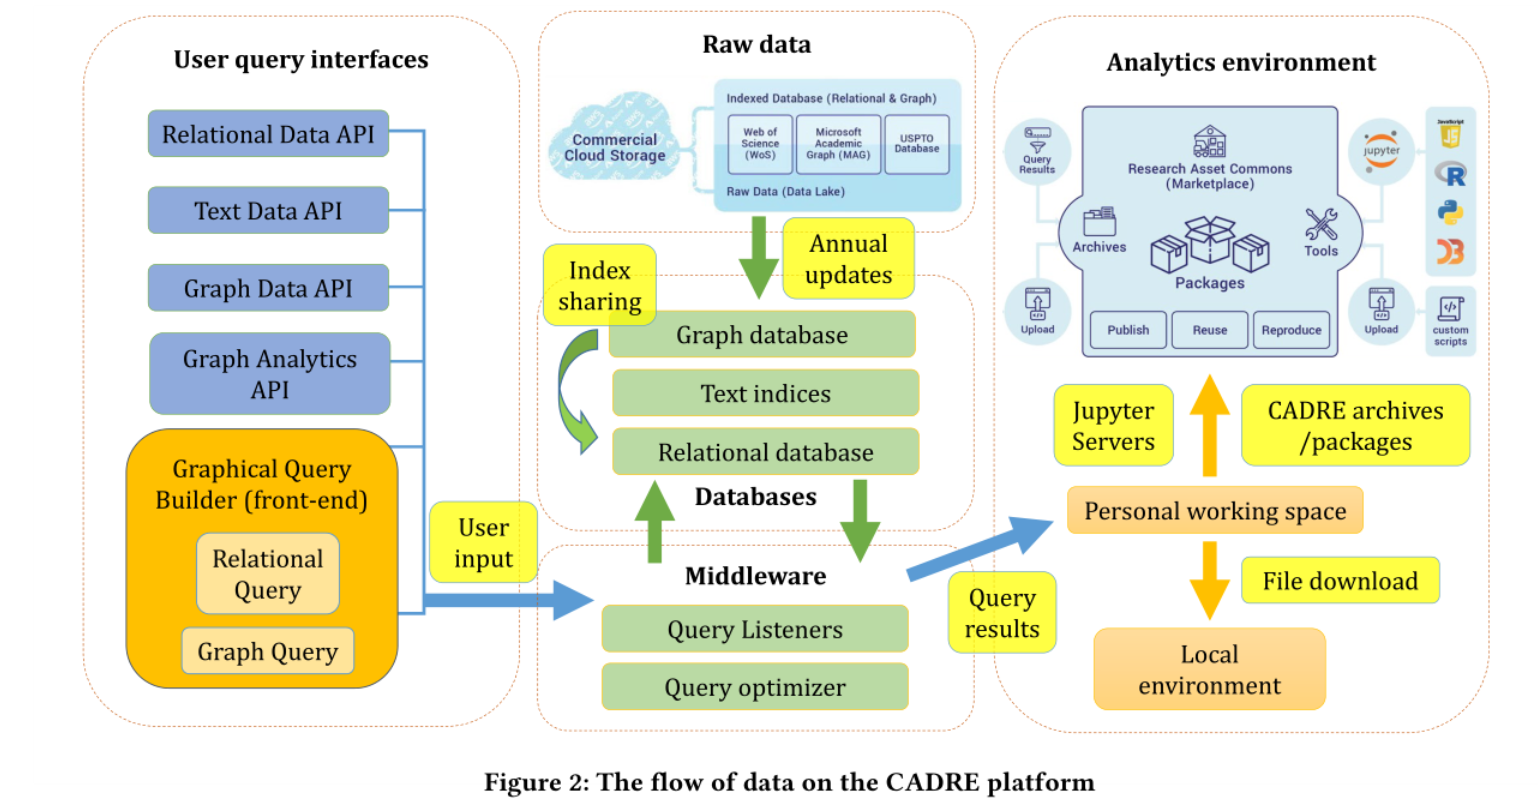 User query interfaces
Relational Data API
Text Data API
Graph Data API
Graph Analytics
API
Graphical Query
Builder (front-end)
Relational
Query
Graph Query
User
input
Raw data
Commercial
Cloud Storage
Indexed Database (Relational & Graph)
Web of
Science
(WoS)
Microsoft
Academic
Graph (MAG)
USPTO
Database
Raw Data (Data Lake)
Annual
updates
Index
sharing
Graph database
Text indices
Relational database
Databases
Middleware
Query Listeners
Query optimizer
Query
results
Analytics environment
Query
Results
Research Asset Commons
(Marketplace)
Archives
Tools
Packages
Upload
Publish
Reuse
Reproduce
jupyter
JavaScript
JS
R
D3
Upload
custom
scripts
Jupyter
Servers
CADRE archives
/packages
Personal working space
File download
Local
environment
Figure 2: The flow of data on the CADRE platform